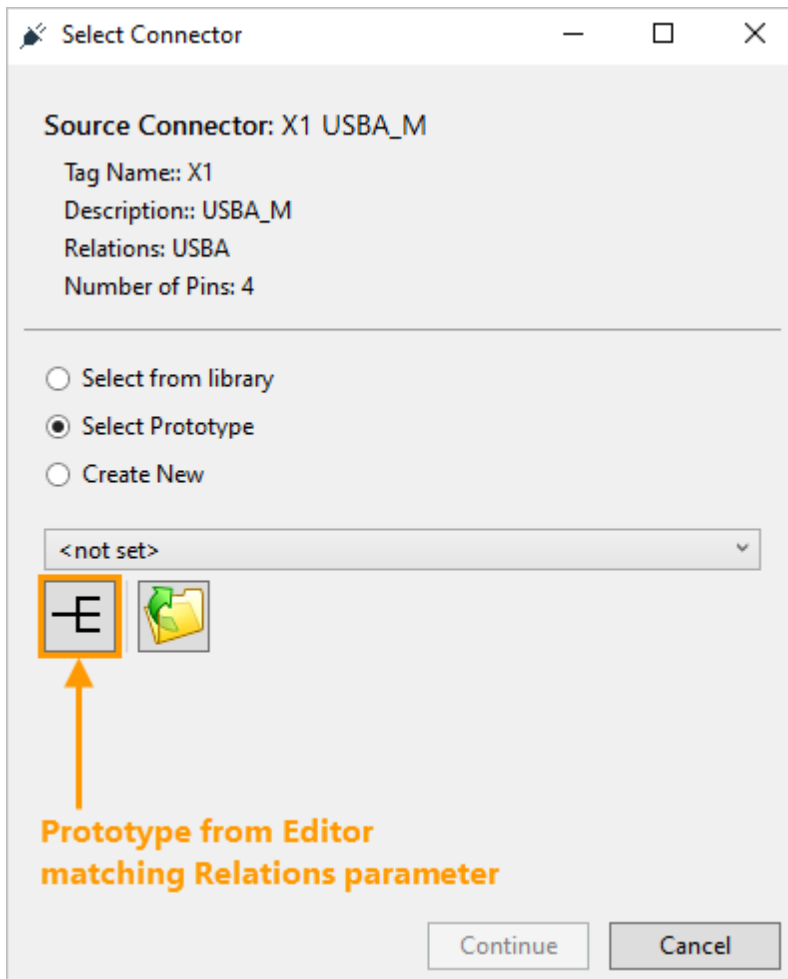 Select Connector
Source Connector: X1 USBA_M
Tag Name:: X1
Description:: USBA_M
Relations: USBA
Number of Pins: 4
Select from library
Select Prototype
Create New
<not set>
Prototype from Editor
matching Relations parameter
Continue
Cancel